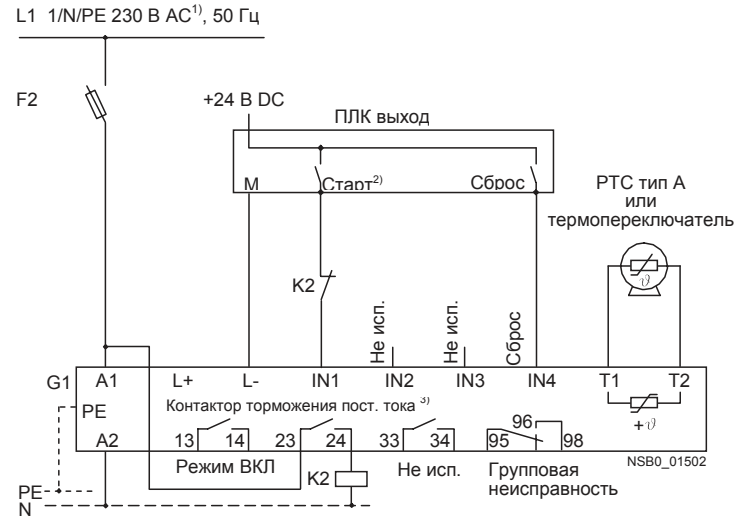 L1 1/N/PE 230 В AC1), 50 Гц
F2
+24 В DC
ПЛК выход
M
Старт2)
Сброс
РТС тип А
или
термопереключатель
ϑ
K2
Не исп.
Не исп.
Сброс
G1
A1
L+
L-
IN1
IN2
IN3
IN4
T1
T2
PE
Контактор торможения пост. тока 3)
+ϑ
A2
13
14
23
24
33
34
95
96
98
Режим ВКЛ
K2
Не исп.
Групповая
неисправность
NSB0_01502
PE
N